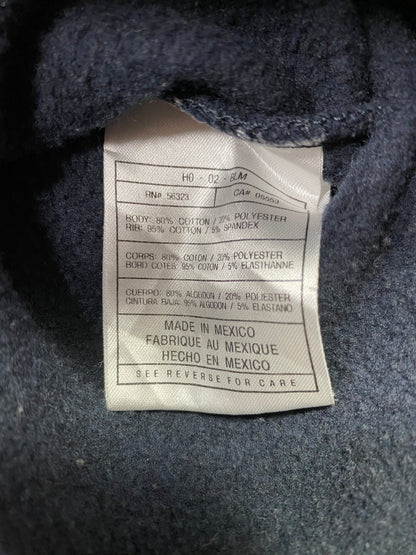 H0 - 02 - BLM
RN# 56323 CA# 05553
BODY: 80% COTTON / 20% POLYESTER
RIB: 95% COTTON / 5% SPANDEX
CORPS: 80% COTON / 20% POLYESTER
BORD COTES: 95% COTON / 5% ELASTHANNE
CUERPO: 80% ALGODON / 20% POLIESTER
CINTURA BAJA: 95% ALGODON / 5% ELASTANO
MADE IN MEXICO
FABRIQUE AU MEXIQUE
HECHO EN MEXICO
SEE REVERSE FOR CARE